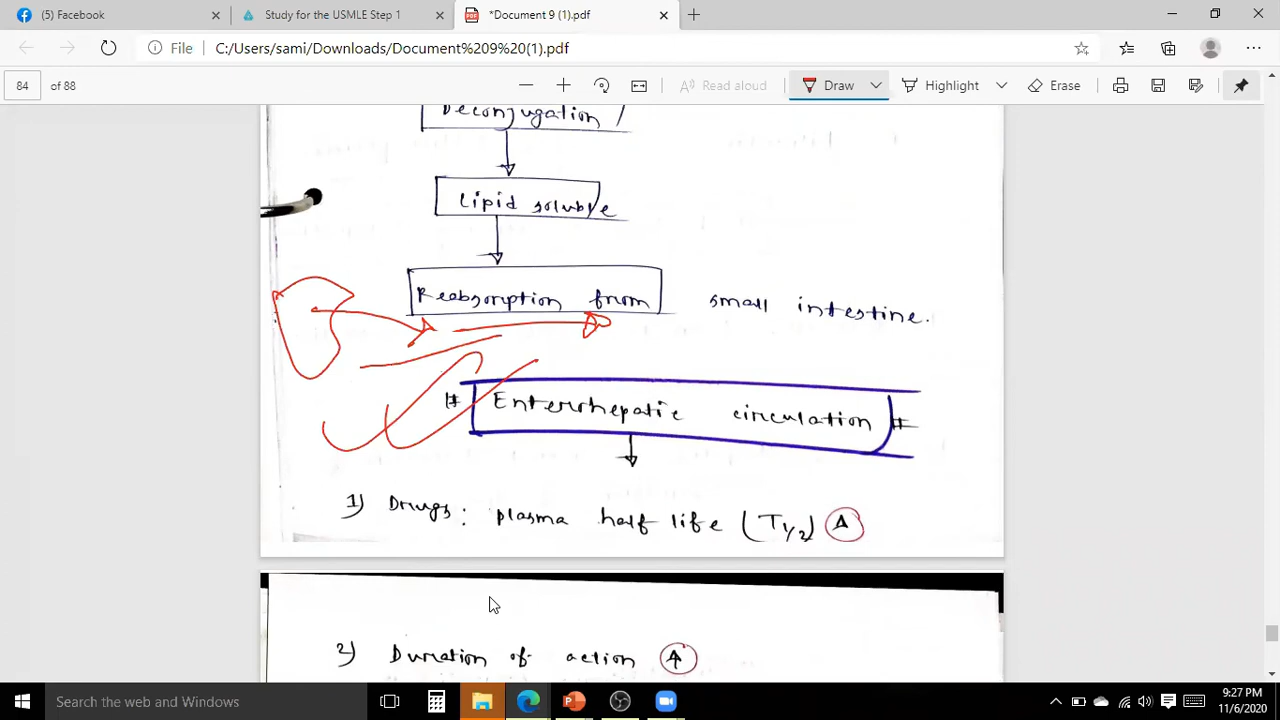 (5) Facebook
Study for the USMLE Step 1
*Document 9 (1).pdf
File C:/Users/sami/Downloads/Document%209%20(1).pdf
84 of 88 Read aloud Draw Highlight Erase
Deconjugation /
Lipid soluble
Reabsorption from small intestine.
# Enterohepatic circulation #
1) Drugs: plasma half life (T1/2) ↑
2) Duration of action ↑
Search the web and Windows
9:27 PM
11/6/2020